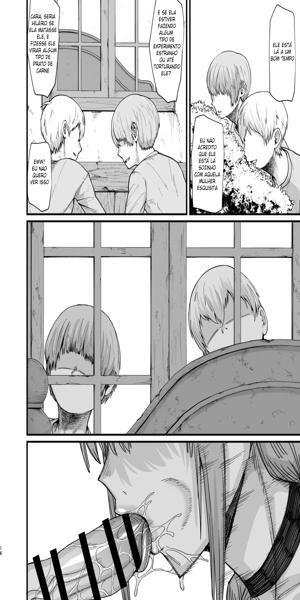 ELE ESTÁ
LÁ A UM
BOM TEMPO
EU NÃO
ACREDITO
QUE ELE
ESTÁ LÁ
SOZINHO
COM AQUELA
MULHER
ESQUISITA
E SE ELA
ESTIVER
FAZENDO
ALGUM
TIPO DE
EXPERIMENTO
ESTRANHO
OU ATÉ
TORTURANDO
ELE?
CARA, SERIA
HILÁRIO SE
ELA MATASSE
ELE, E FIZESSE ELE
VIRAR ALGUM
TIPO DE
PRATO DE
CARNE
EWW!
EU NÃO
QUERO
VER ISSO